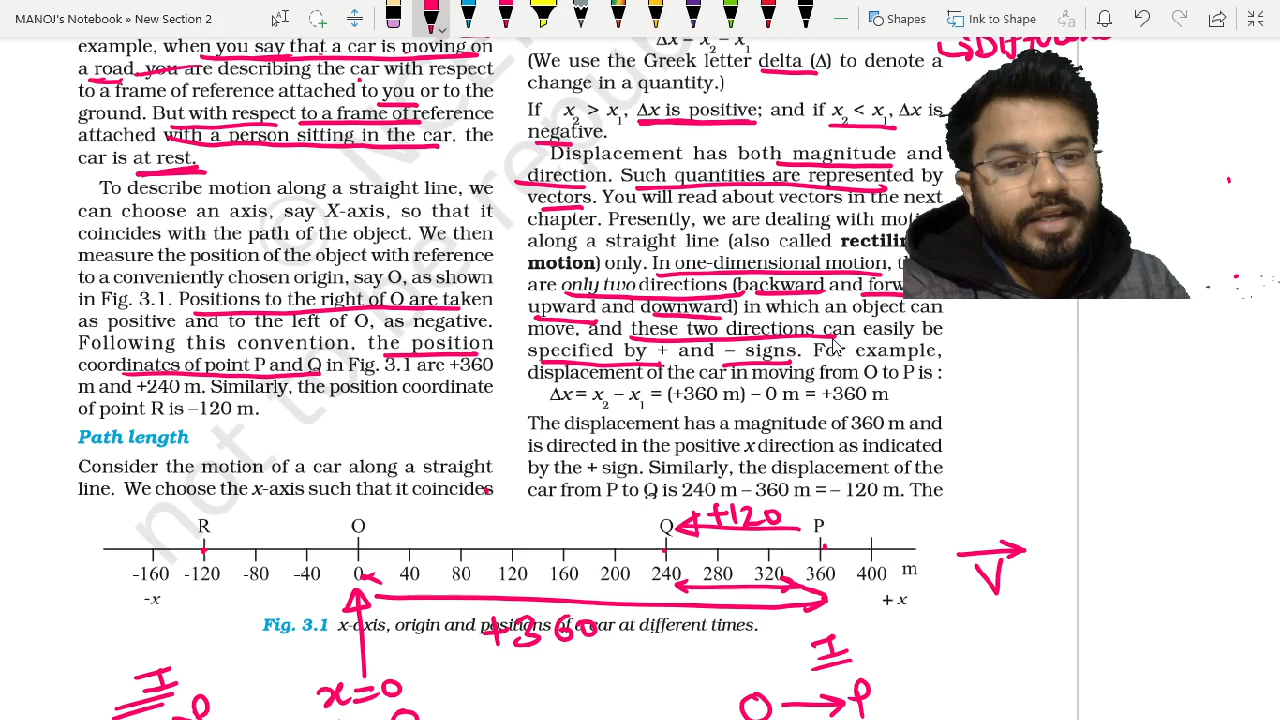 MANOJ's Notebook » New Section 2
Shapes
Ink to Shape
example, when you say that a car is moving on
a road, you are describing the car with respect
to a frame of reference attached to you or to the
ground. But with respect to a frame of reference
attached with a person sitting in the car, the
car is at rest.
To describe motion along a straight line, we
can choose an axis, say X-axis, so that it
coincides with the path of the object. We then
measure the position of the object with reference
to a conveniently chosen origin, say O, as shown
in Fig. 3.1. Positions to the right of O are taken
as positive and to the left of O, as negative.
Following this convention, the position
coordinates of point P and Q in Fig. 3.1 are +360
m and +240 m. Similarly, the position coordinate
of point R is –120 m.
Path length
Consider the motion of a car along a straight
line. We choose the x-axis such that it coincides
Δx = x₂ – x₁
(We use the Greek letter delta (Δ) to denote a
change in a quantity.)
If x₂ > x₁, Δx is positive; and if x₂ < x₁, Δx is
negative.
Displacement has both magnitude and
direction. Such quantities are represented by
vectors. You will read about vectors in the next
chapter. Presently, we are dealing with
along a straight line (also called
motion) only. In one-dimensional motion,
are only two directions (backward and
upward and downward) in which an object can
move, and these two directions can easily be
specified by + and – signs. For example,
displacement of the car in moving from O to P is :
Δx = x₂ – x₁ = (+360 m) – 0 m = +360 m
The displacement has a magnitude of 360 m and
is directed in the positive x direction as indicated
by the + sign. Similarly, the displacement of the
car from P to Q is 240 m – 360 m = – 120 m. The
+120
R O Q P
-160 -120 -80 -40 0 40 80 120 160 200 240 280 320 360 400 m
-x + x
V
Fig. 3.1 x-axis, origin and positions of a car at different times.
+360
I
I
x=0
O → P
not to be republished
©